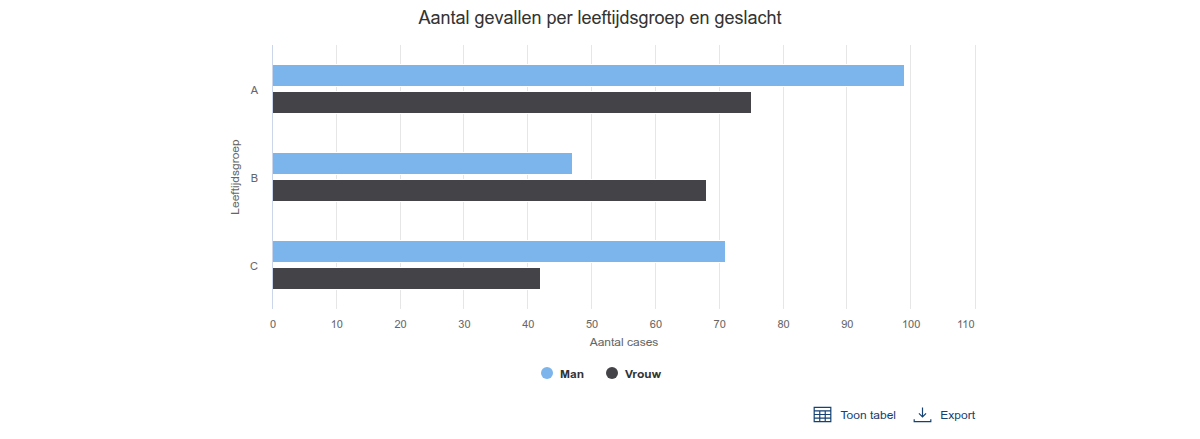 Aantal gevallen per leeftijdsgroep en geslacht
Leeftijdsgroep
A
B
C
0 10 20 30 40 50 60 70 80 90 100 110
Aantal cases
Man Vrouw
Toon tabel Export